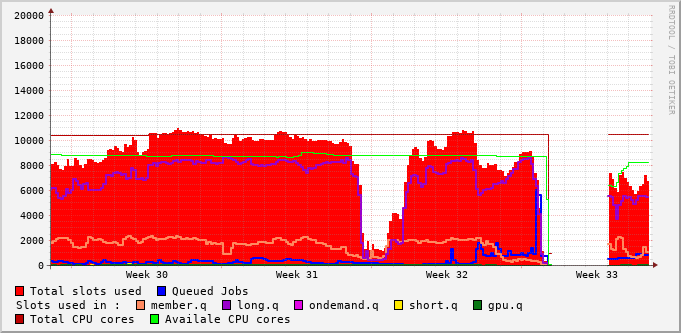 RRDTOOL / TOBI OETIKER
20000
18000
16000
14000
12000
10000
8000
6000
4000
2000
0
Week 30 Week 31 Week 32 Week 33
Total slots used Queued Jobs
Slots used in : member.q long.q ondemand.q short.q gpu.q
Total CPU cores Availale CPU cores